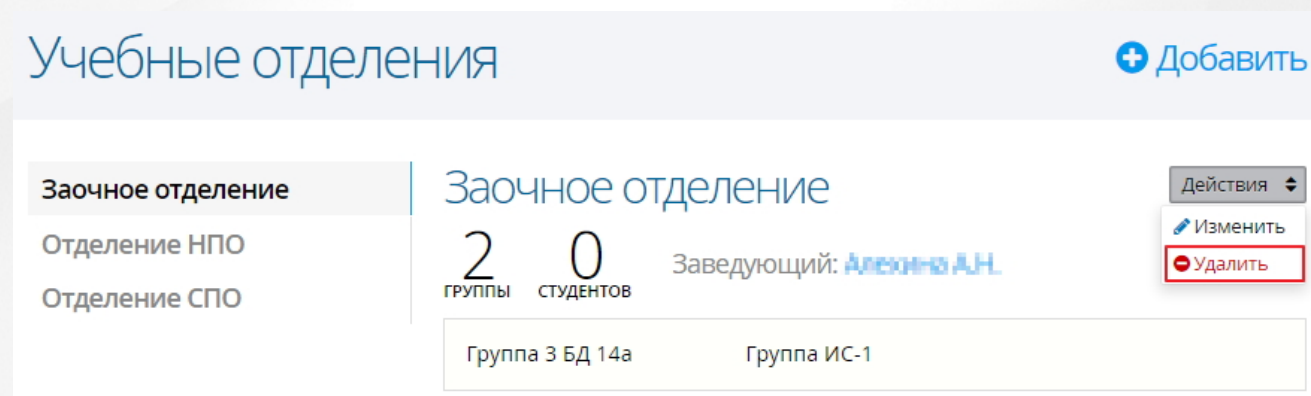 Учебные отделения
Добавить
Заочное отделение
Отделение НПО
Отделение СПО
Заочное отделение
Действия
Изменить
Удалить
2 0
ГРУППЫ СТУДЕНТОВ
Заведующий:
Группа 3 БД 14а Группа ИС-1